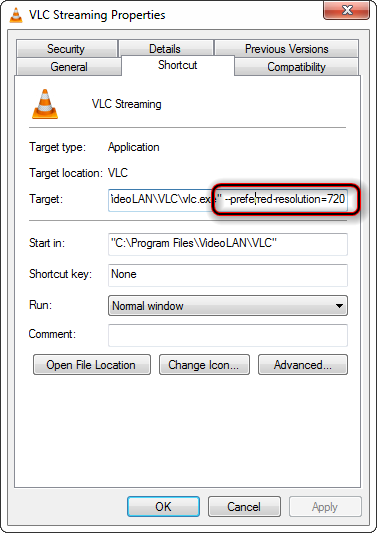 VLC Streaming Properties
Security Details Previous Versions
General Shortcut Compatibility
VLC Streaming
Target type: Application
Target location: VLC
Target: ideoLAN\VLC\vlc.exe" --preferred-resolution=720
Start in: "C:\Program Files\VideoLAN\VLC"
Shortcut key: None
Run: Normal window
Comment:
Open File Location Change Icon... Advanced...
OK Cancel Apply